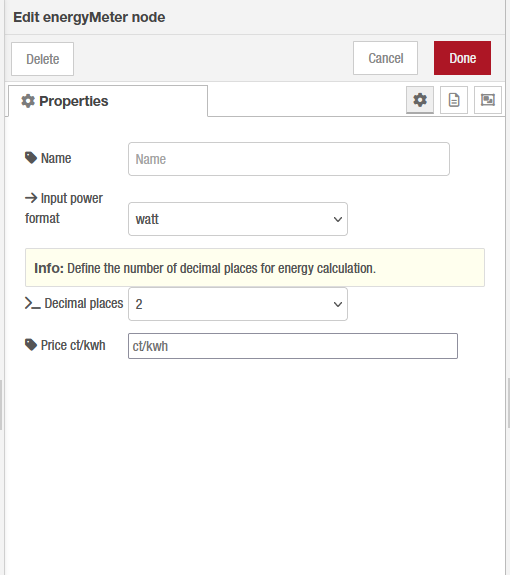 Edit energyMeter node
Delete
Cancel
Done
Properties
Name
Name
Input power
format
watt
Info: Define the number of decimal places for energy calculation.
Decimal places
2
Price ct/kwh
ct/kwh